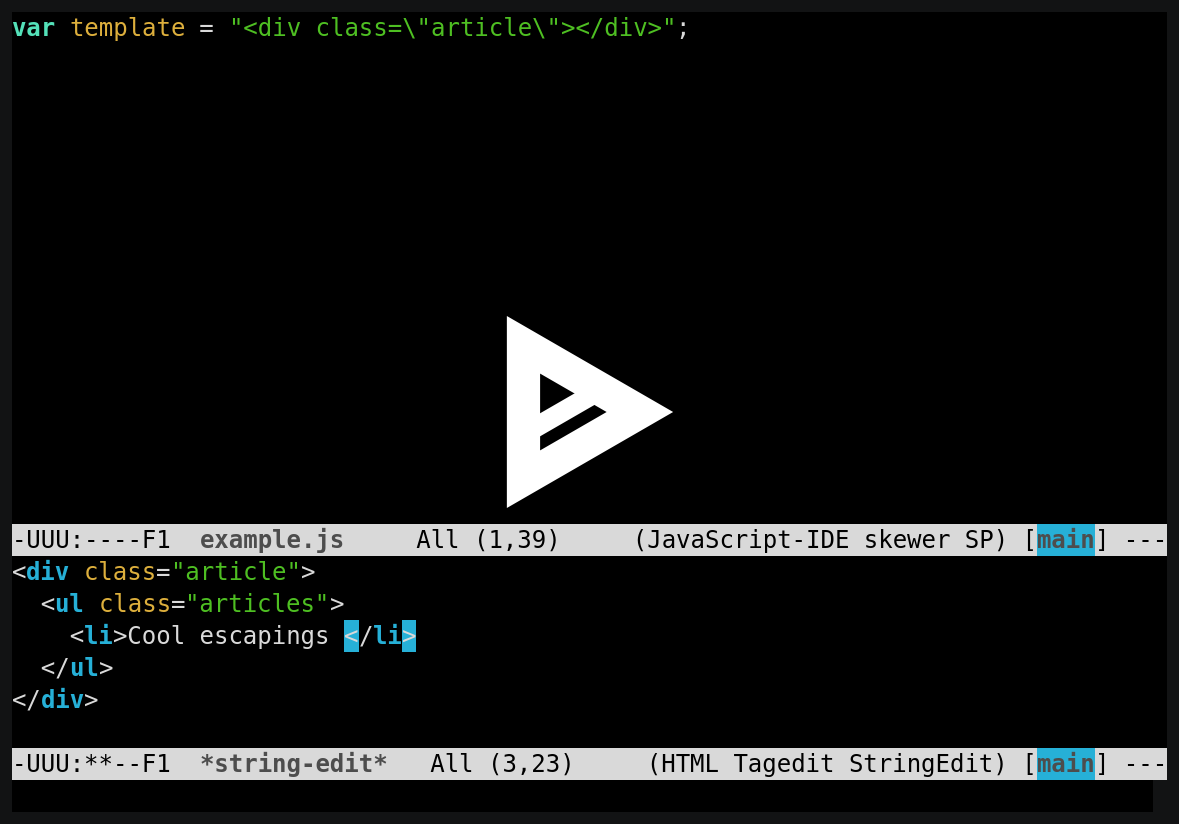 var template = "<div class=\"article\"></div>";
-UUU:----F1  example.js     All (1,39)     (JavaScript-IDE skewer SP) [main] ---
<div class="article">
  <ul class="articles">
    <li>Cool escapings </li>
  </ul>
</div>
-UUU:**--F1  *string-edit*   All (3,23)     (HTML Tagedit StringEdit) [main] ---